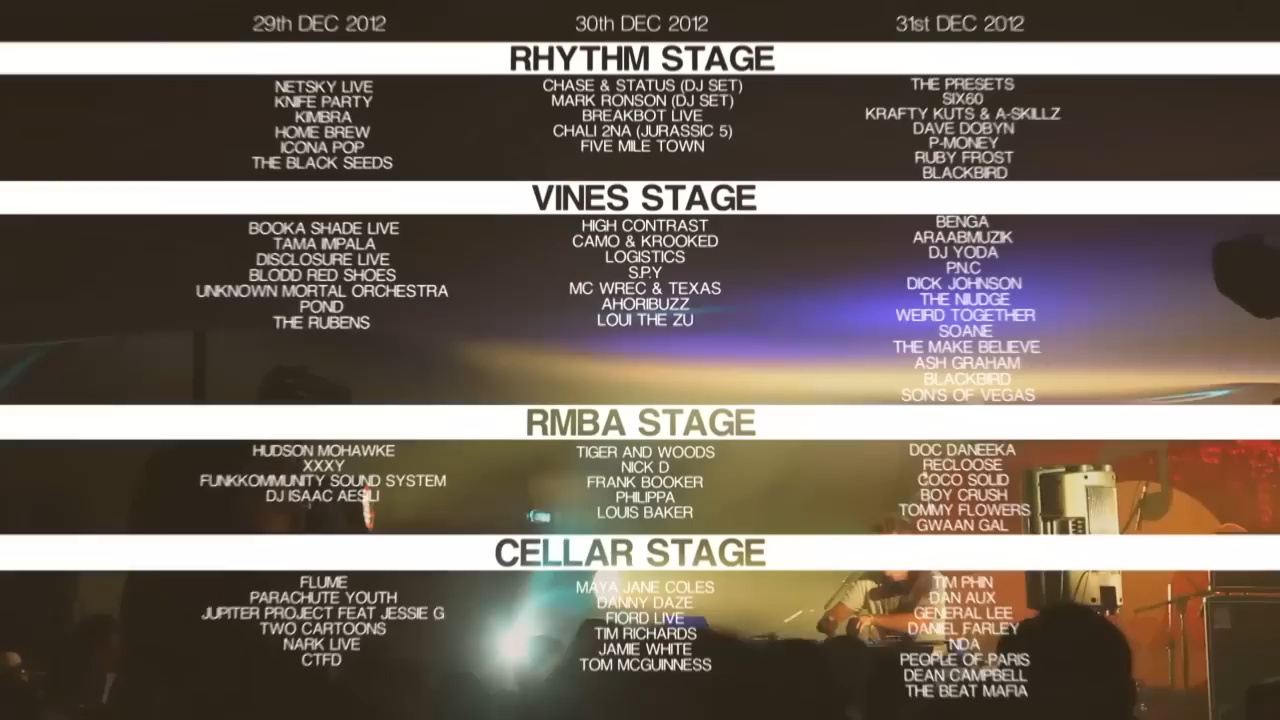 29th DEC 2012
30th DEC 2012
31st DEC 2012
RHYTHM STAGE
NETSKY LIVE
KNIFE PARTY
KIMBRA
HOME BREW
ICONA POP
THE BLACK SEEDS
CHASE & STATUS (DJ SET)
MARK RONSON (DJ SET)
BREAKBOT LIVE
CHALI 2NA (JURASSIC 5)
FIVE MILE TOWN
THE PRESETS
SIX60
KRAFTY KUTS & A-SKILLZ
DAVE DOBYN
P-MONEY
RUBY FROST
BLACKBIRD
VINES STAGE
BOOKA SHADE LIVE
TAMA IMPALA
DISCLOSURE LIVE
BLODD RED SHOES
UNKNOWN MORTAL ORCHESTRA
POND
THE RUBENS
HIGH CONTRAST
CAMO & KROOKED
LOGISTICS
S.P.Y
MC WREC & TEXAS
AHORIBUZZ
LOUI THE ZU
BENGA
ARAABMUZIK
DJ YODA
P.N.C
DICK JOHNSON
THE NIUDGE
WEIRD TOGETHER
SOANE
THE MAKE BELIEVE
ASH GRAHAM
BLACKBIRD
SON'S OF VEGAS
RMBA STAGE
HUDSON MOHAWKE
XXXY
FUNKKOMMUNITY SOUND SYSTEM
DJ ISAAC AESILI
TIGER AND WOODS
NICK D
FRANK BOOKER
PHILIPPA
LOUIS BAKER
DOC DANEEKA
RECLOOSE
COCO SOLID
BOY CRUSH
TOMMY FLOWERS
GWAAN GAL
CELLAR STAGE
FLUME
PARACHUTE YOUTH
JUPITER PROJECT FEAT JESSIE G
TWO CARTOONS
NARK LIVE
CTFD
MAYA JANE COLES
DANNY DAZE
FIORD LIVE
TIM RICHARDS
JAMIE WHITE
TOM MCGUINNESS
TIM PHIN
DAN AUX
GENERAL LEE
DANIEL FARLEY
NDA
PEOPLE OF PARIS
DEAN CAMPBELL
THE BEAT MAFIA